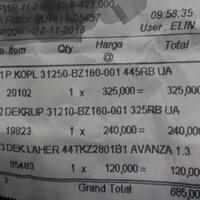 09:58:35
User : ELIN
Item Qty Harga Total
@
1 P.KOPL 31250-BZ160-001 445RB UA
20102 1 x 325,000= 325,000=
2 DEKRUP 31210-BZ160-001 325RB UA
19823 1 x 240,000= 240,000=
3 DEK LAHER 44TKZ2801B1 AVANZA 1.3
85483 1 x 120,000= 120,000=
Grand Total 685,00